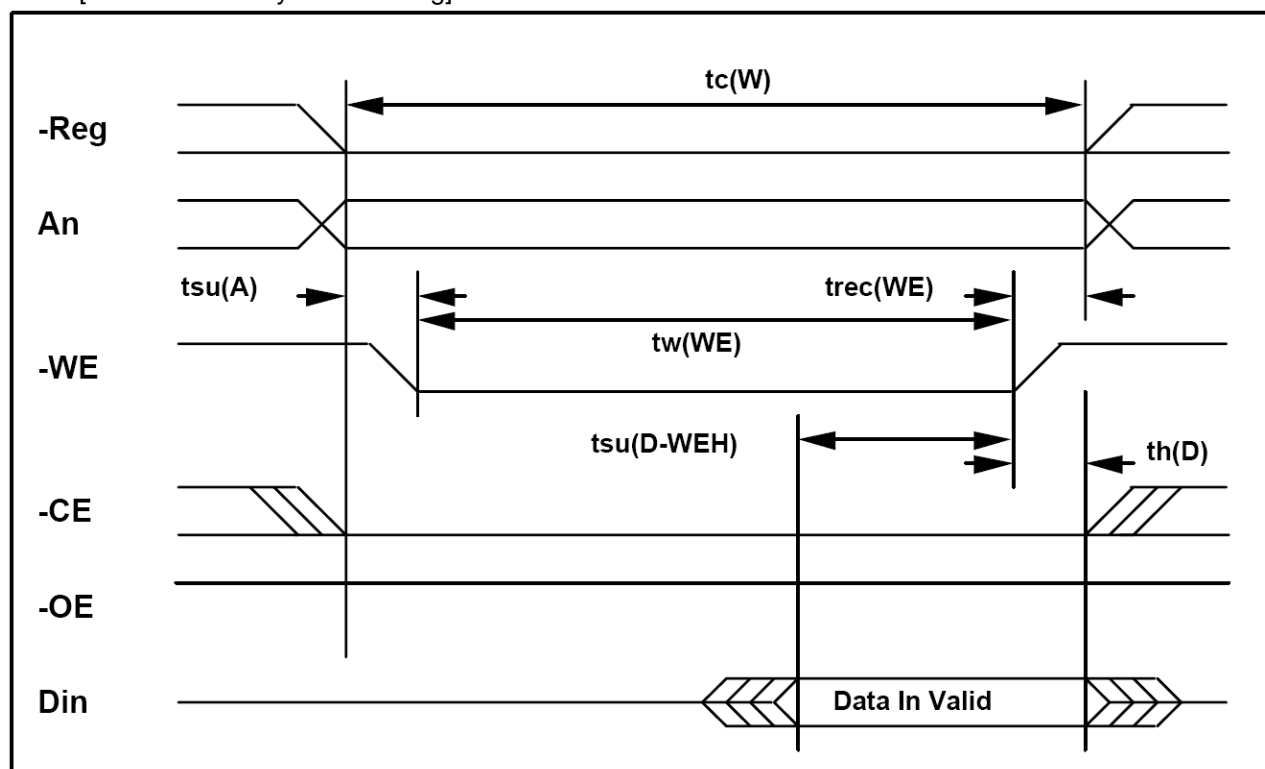 tc(W)
-Reg
An
tsu(A)
trec(WE)
tw(WE)
-WE
tsu(D-WEH)
th(D)
-CE
-OE
Din
Data In Valid